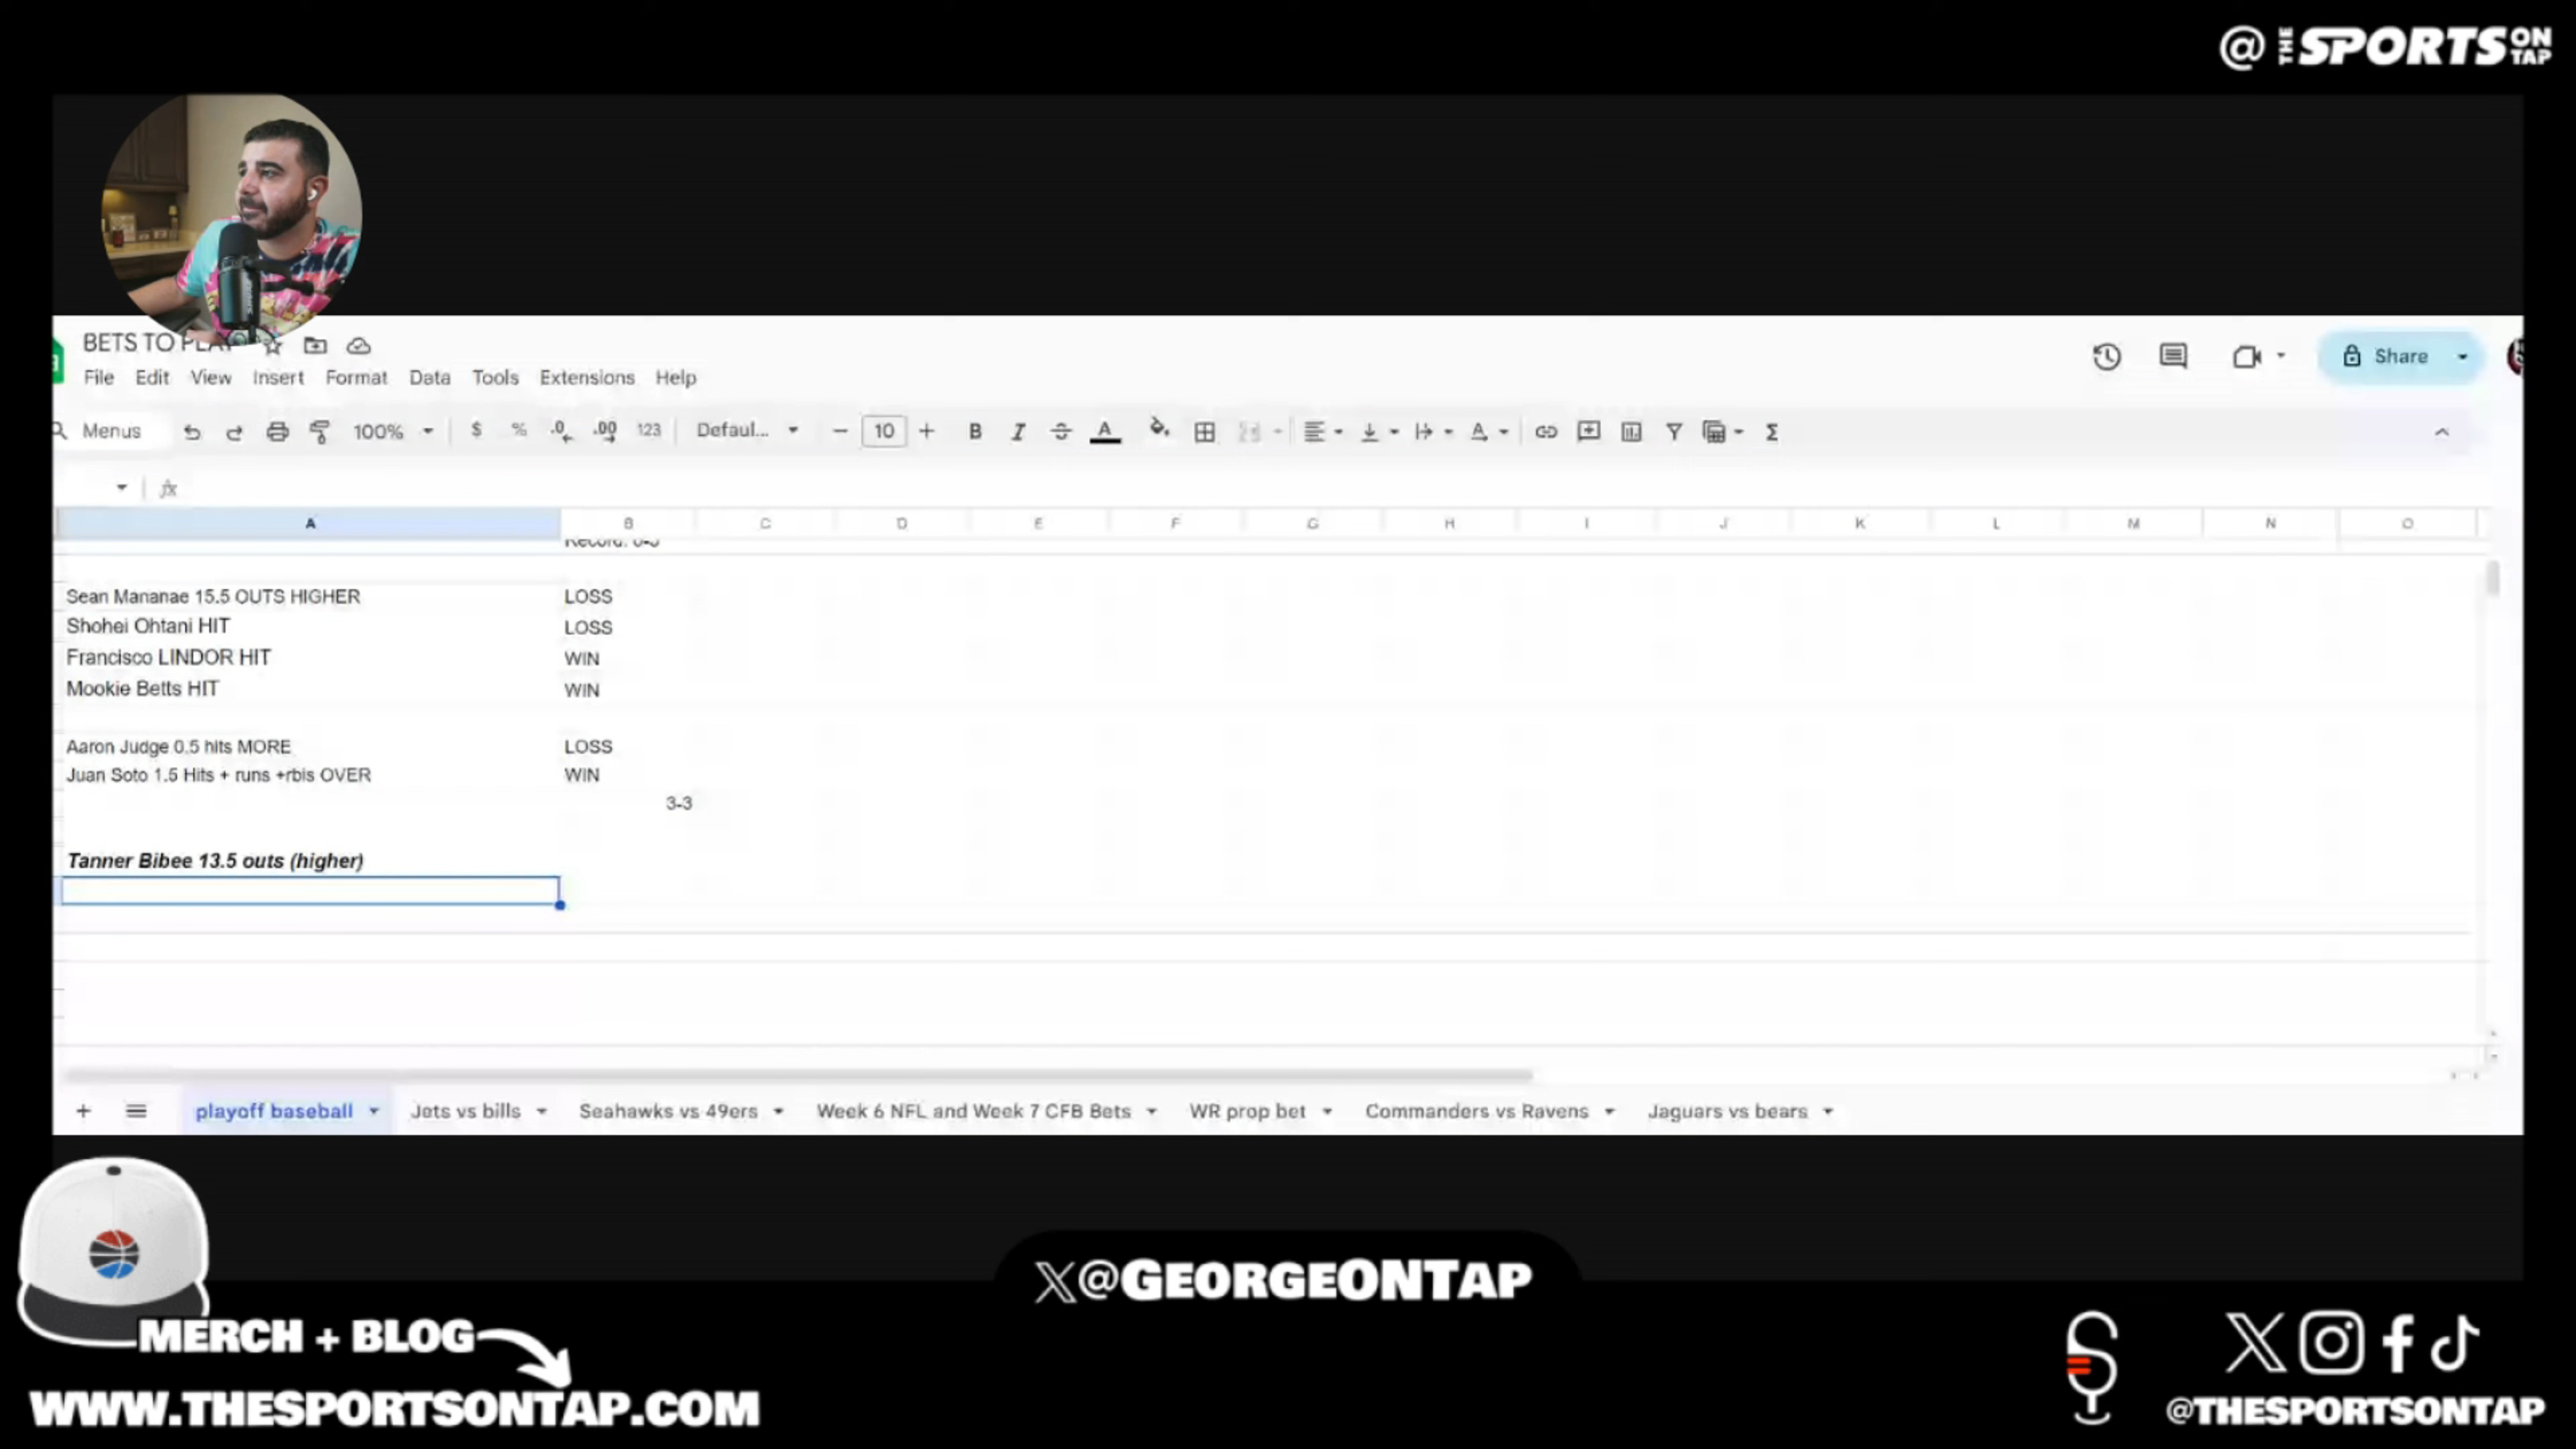 @ THE SPORTS ON TAP
BETS TO PLAY
File Edit View Insert Format Data Tools Extensions Help
Share
Menus 100% $ % .0 .00 123 Defaul... 10 B I A Σ
fx
A B C D E F G H I J K L M N O
Record:
Sean Mananae 15.5 OUTS HIGHER LOSS
Shohei Ohtani HIT LOSS
Francisco LINDOR HIT WIN
Mookie Betts HIT WIN
Aaron Judge 0.5 hits MORE LOSS
Juan Soto 1.5 Hits + runs +rbis OVER WIN
3-3
Tanner Bibee 13.5 outs (higher)
playoff baseball Jets vs bills Seahawks vs 49ers Week 6 NFL and Week 7 CFB Bets WR prop bet Commanders vs Ravens Jaguars vs bears
X@GEORGEONTAP
MERCH + BLOG
WWW.THESPORTSONTAP.COM
@THESPORTSONTAP